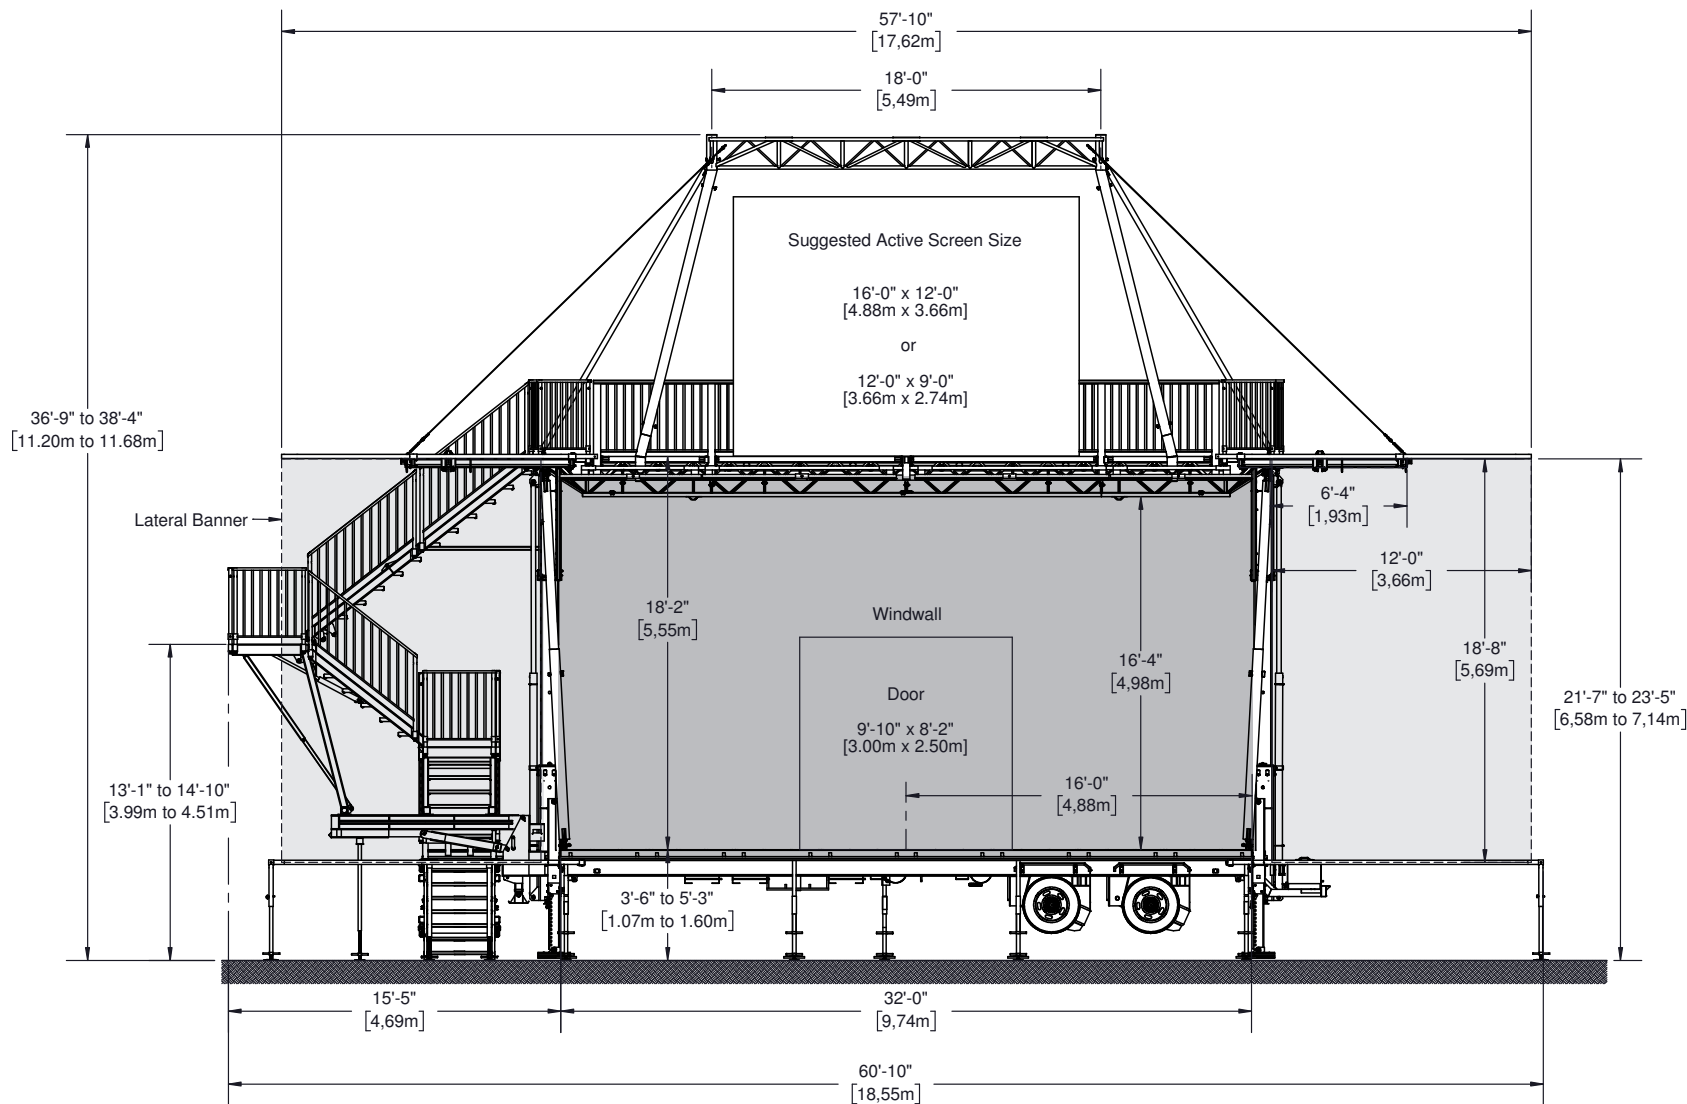 57'-10"
[17,62m]
18'-0"
[5,49m]
Suggested Active Screen Size
16'-0" x 12'-0"
[4.88m x 3.66m]
or
12'-0" x 9'-0"
[3.66m x 2.74m]
36'-9" to 38'-4"
[11.20m to 11.68m]
Lateral Banner
6'-4"
[1,93m]
12'-0"
[3,66m]
18'-2"
[5,55m]
Windwall
16'-4"
[4,98m]
18'-8"
[5,69m]
21'-7" to 23'-5"
[6,58m to 7,14m]
Door
9'-10" x 8'-2"
[3.00m x 2.50m]
13'-1" to 14'-10"
[3.99m to 4.51m]
16'-0"
[4,88m]
3'-6" to 5'-3"
[1.07m to 1.60m]
15'-5"
[4,69m]
32'-0"
[9,74m]
60'-10"
[18,55m]